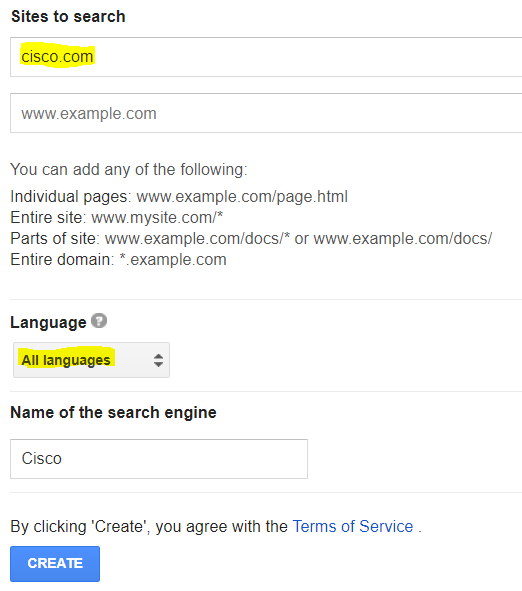 Sites to search
cisco.com
www.example.com
You can add any of the following:
Individual pages: www.example.com/page.html
Entire site: www.mysite.com/*
Parts of site: www.example.com/docs/* or www.example.com/docs/
Entire domain: *.example.com
Language ?
All languages
Name of the search engine
Cisco
By clicking 'Create', you agree with the Terms of Service .
CREATE